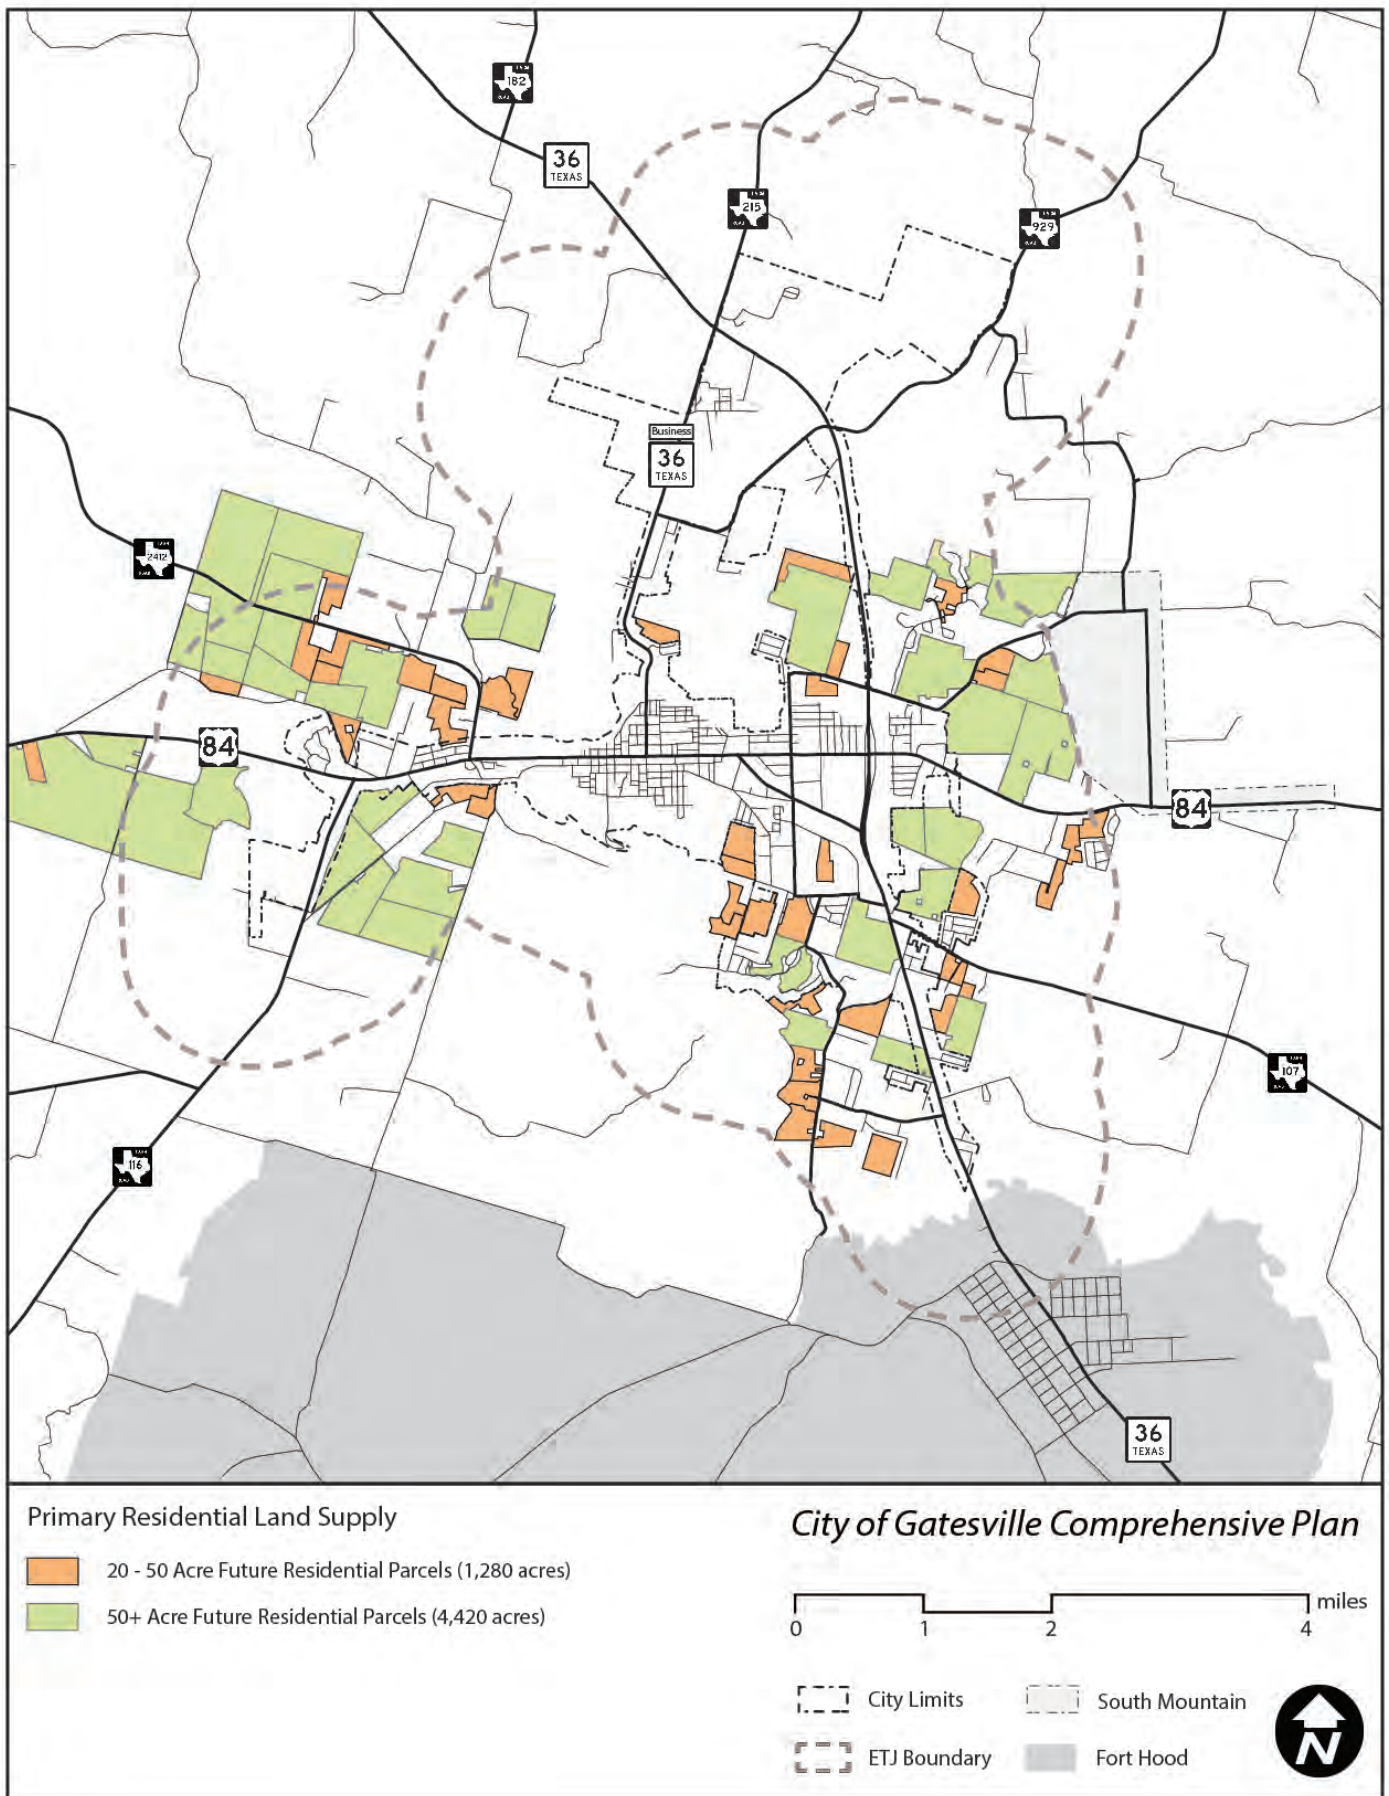 182
36
TEXAS
215
929
Business
36
TEXAS
2412
84
84
107
116
36
TEXAS
Primary Residential Land Supply
20 - 50 Acre Future Residential Parcels (1,280 acres)
50+ Acre Future Residential Parcels (4,420 acres)
City of Gatesville Comprehensive Plan
miles
0 1 2 4
City Limits
South Mountain
ETJ Boundary
Fort Hood
N